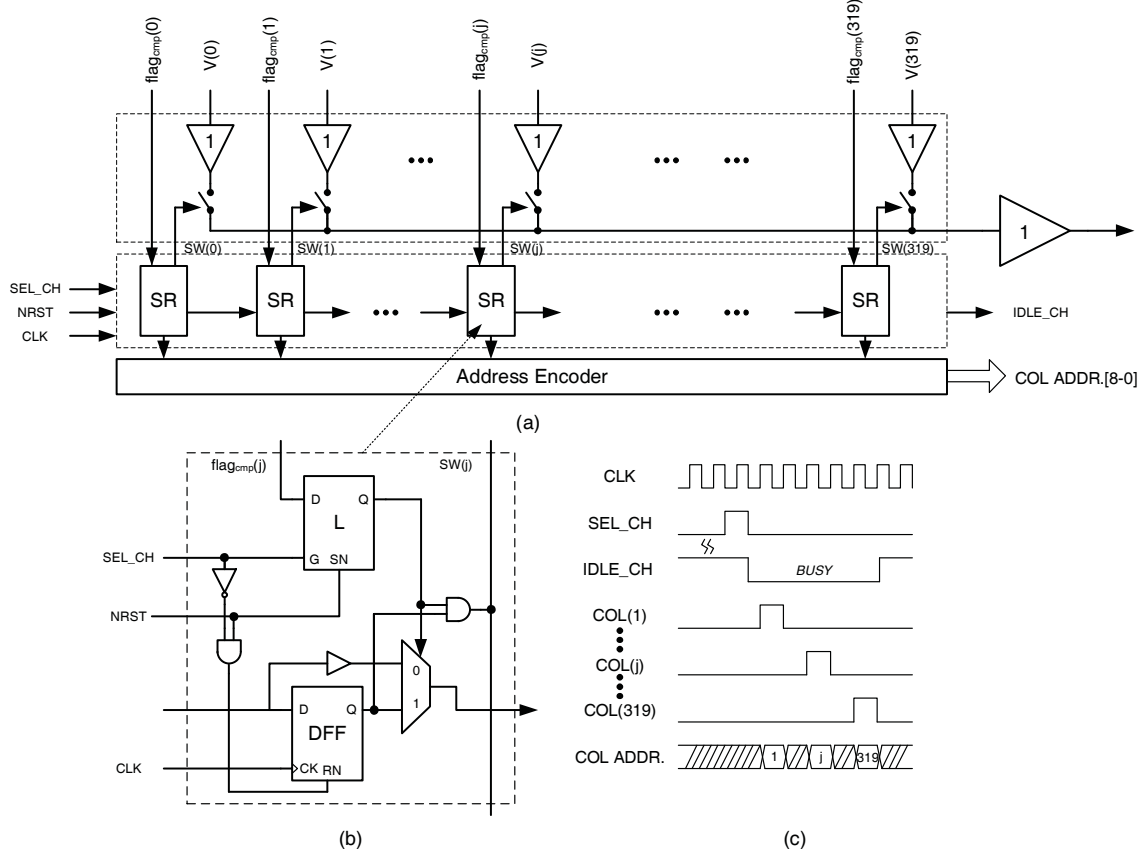 flagcmp(0)
V(0)
flagcmp(1)
V(1)
flagcmp(j)
V(j)
flagcmp(319)
V(319)
1
1
1
1
1
SW(0)
SW(1)
SW(j)
SW(319)
SEL_CH
NRST
CLK
SR
SR
SR
SR
IDLE_CH
Address Encoder
COL ADDR.[8-0]
(a)
flagcmp(j)
SW(j)
D
Q
L
G
SN
SEL_CH
NRST
0
1
D
Q
DFF
CK
RN
CLK
(b)
CLK
SEL_CH
IDLE_CH
BUSY
COL(1)
COL(j)
COL(319)
COL ADDR.
1
j
319
(c)